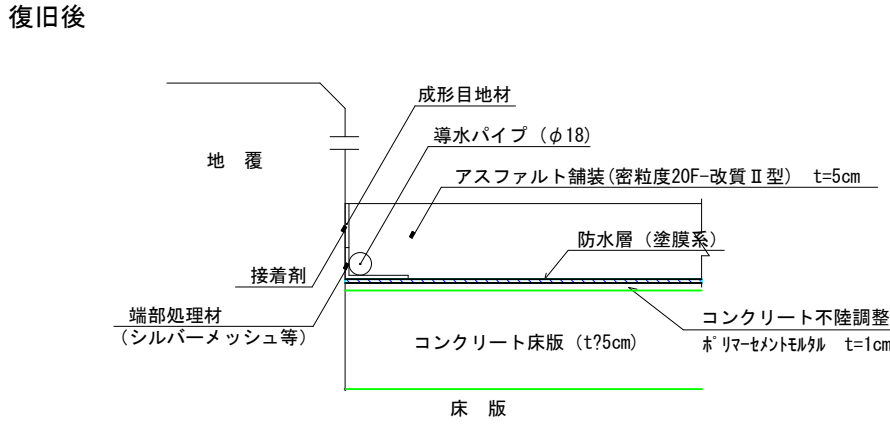 復旧後
成形目地材
導水パイプ（φ18)
地　覆
アスファルト舗装(密粒度20F-改質Ⅱ型)　t=5cm
防水層（塗膜系）
接着剤
端部処理材
（シルバーメッシュ等）
コンクリート不陸調整
ﾎﾟﾘﾏｰｾﾒﾝﾄﾓﾙﾀﾙ　t=1cm
コンクリート床版（t?5cm)
床　版